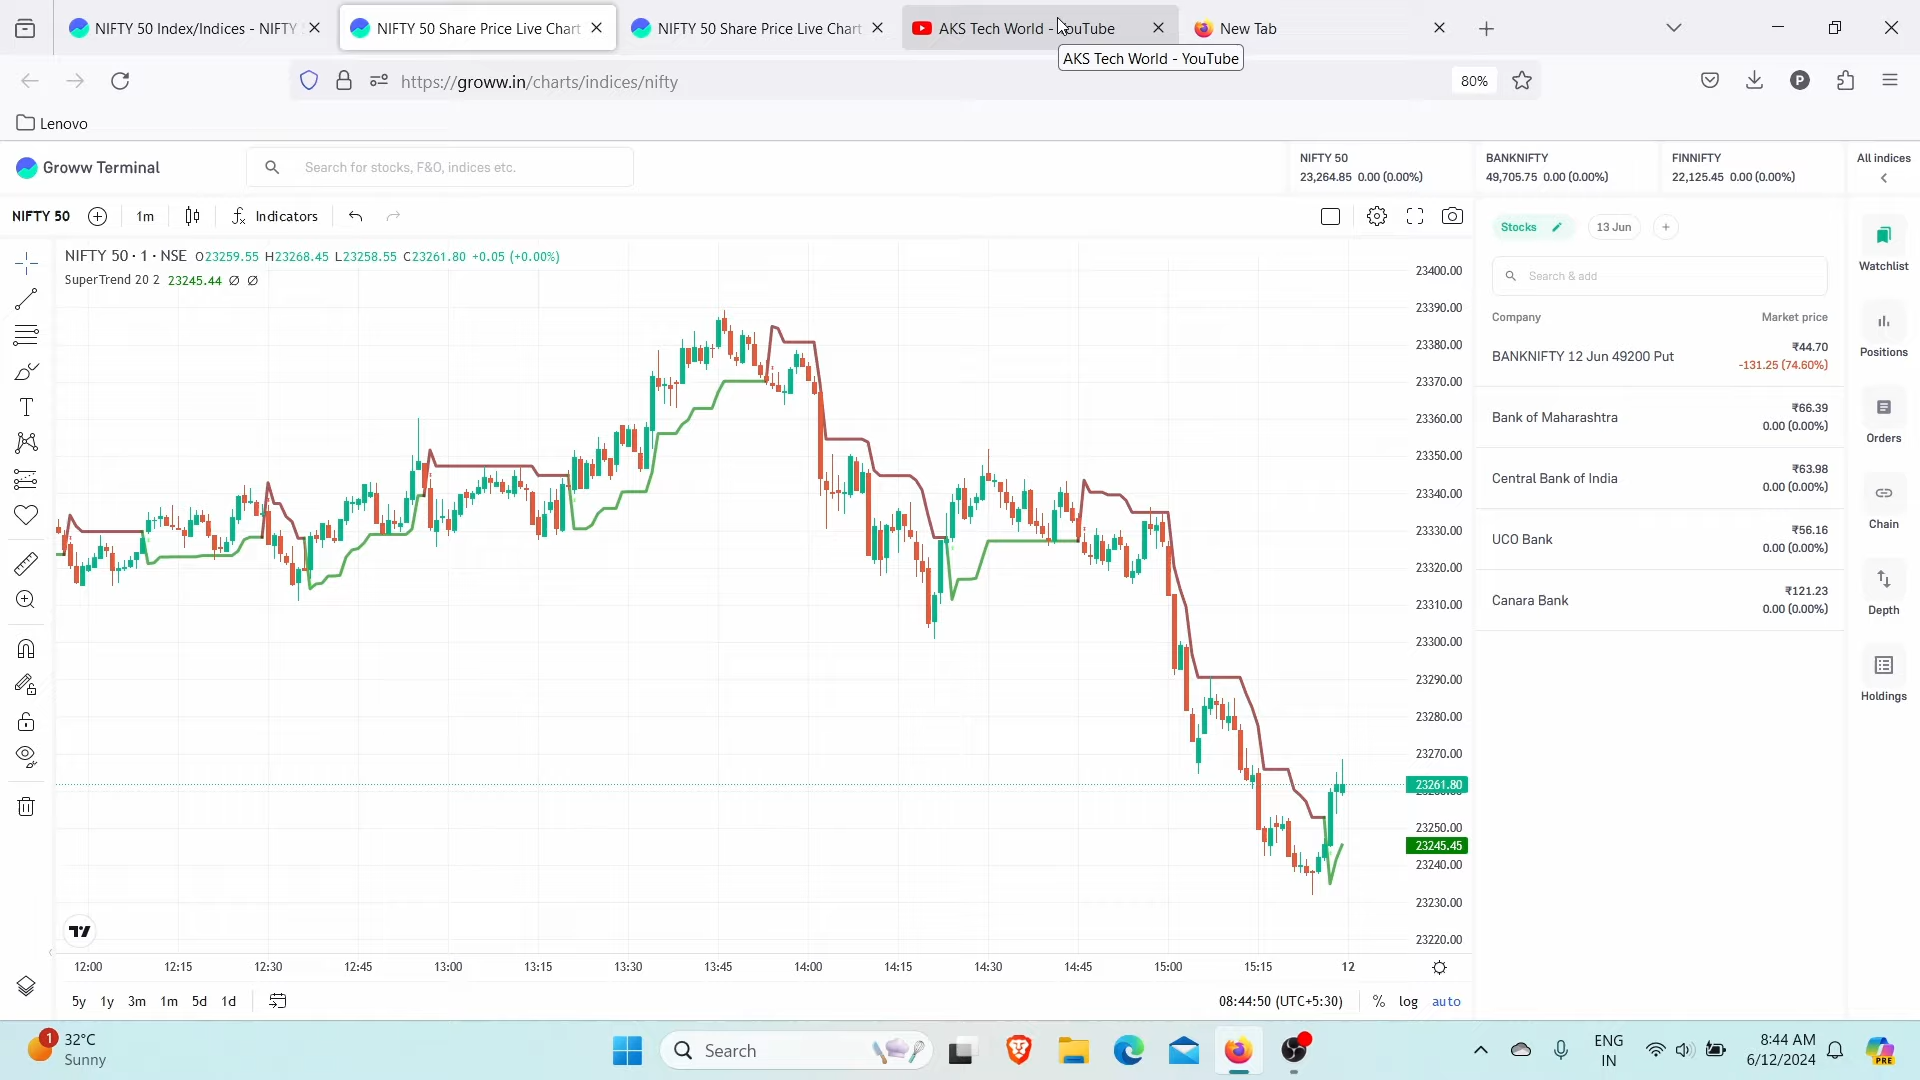 NIFTY 50 Index/Indices - NIFTY
NIFTY 50 Share Price Live Chart
NIFTY 50 Share Price Live Chart
AKS Tech World - YouTube
New Tab
AKS Tech World - YouTube
https://groww.in/charts/indices/nifty
80%
P
Lenovo
Groww Terminal
Search for stocks, F&O, indices etc.
NIFTY 50
23,264.85 0.00 (0.00%)
BANKNIFTY
49,705.75 0.00 (0.00%)
FINNIFTY
22,125.45 0.00 (0.00%)
All indices
NIFTY 50
1m
Indicators
NIFTY 50 · 1 · NSE O23259.55 H23268.45 L23258.55 C23261.80 +0.05 (+0.00%)
SuperTrend 20 2 23245.44 ∅ ∅
23400.00
23390.00
23380.00
23370.00
23360.00
23350.00
23340.00
23330.00
23320.00
23310.00
23300.00
23290.00
23280.00
23270.00
23261.80
23250.00
23245.45
23240.00
23230.00
23220.00
12:00
12:15
12:30
12:45
13:00
13:15
13:30
13:45
14:00
14:15
14:30
14:45
15:00
15:15
12
5y
1y
3m
1m
5d
1d
08:44:50 (UTC+5:30)
%
log
auto
Stocks
13 Jun
Search & add
Company
Market price
BANKNIFTY 12 Jun 49200 Put
₹44.70
-131.25 (74.60%)
Bank of Maharashtra
₹66.39
0.00 (0.00%)
Central Bank of India
₹63.98
0.00 (0.00%)
UCO Bank
₹56.16
0.00 (0.00%)
Canara Bank
₹121.23
0.00 (0.00%)
Watchlist
Positions
Orders
Chain
Depth
Holdings
1
32°C
Sunny
Search
ENG
IN
8:44 AM
6/12/2024
PRE